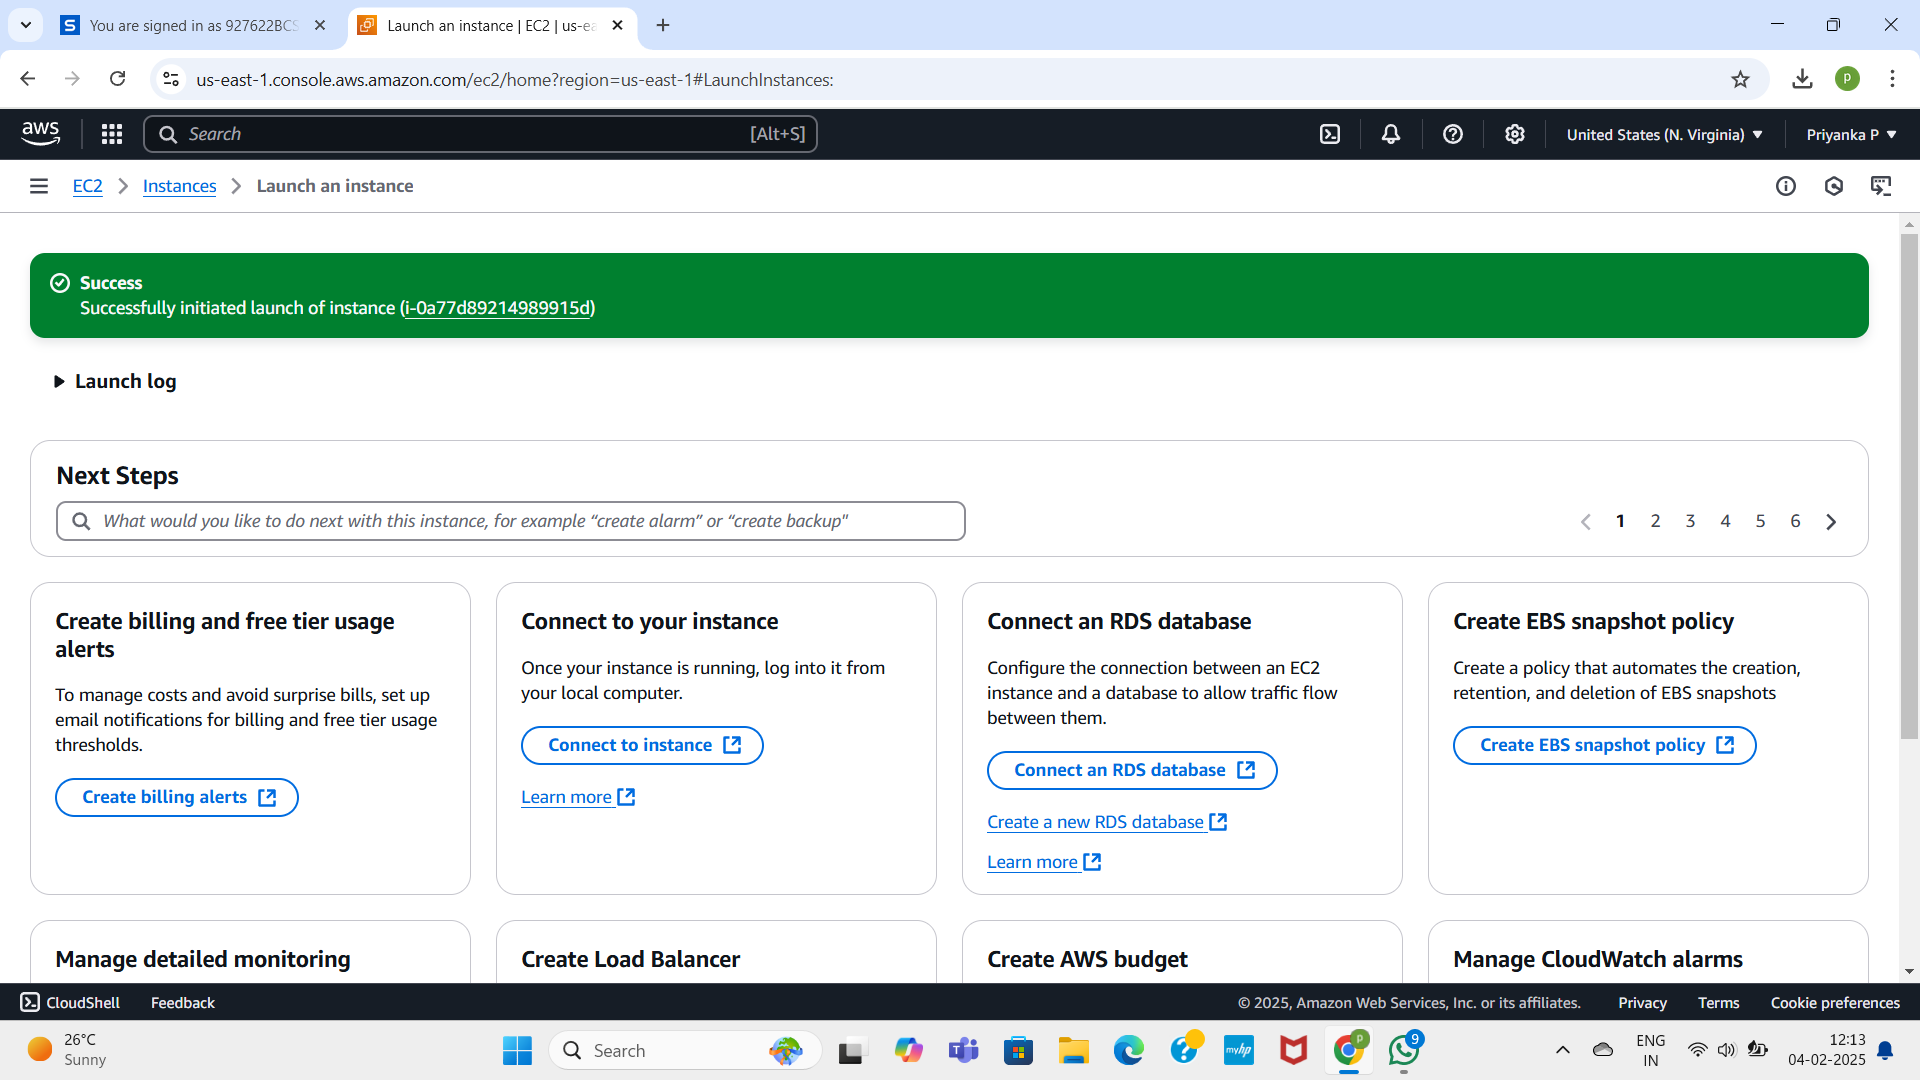 You are signed in as 927622BCS
Launch an instance | EC2 | us-ea
us-east-1.console.aws.amazon.com/ec2/home?region=us-east-1#LaunchInstances:
P
aws
Search
[Alt+S]
United States (N. Virginia)
Priyanka P
EC2
Instances
Launch an instance
Success
Successfully initiated launch of instance (i-0a77d89214989915d)
Launch log
Next Steps
What would you like to do next with this instance, for example “create alarm” or “create backup"
1 2 3 4 5 6
Create billing and free tier usage
alerts
To manage costs and avoid surprise bills, set up
email notifications for billing and free tier usage
thresholds.
Create billing alerts
Connect to your instance
Once your instance is running, log into it from
your local computer.
Connect to instance
Learn more
Connect an RDS database
Configure the connection between an EC2
instance and a database to allow traffic flow
between them.
Connect an RDS database
Create a new RDS database
Learn more
Create EBS snapshot policy
Create a policy that automates the creation,
retention, and deletion of EBS snapshots
Create EBS snapshot policy
Manage detailed monitoring
Create Load Balancer
Create AWS budget
Manage CloudWatch alarms
CloudShell
Feedback
© 2025, Amazon Web Services, Inc. or its affiliates.
Privacy
Terms
Cookie preferences
26°C
Sunny
Search
myhp
P
9
ENG
IN
12:13
04-02-2025